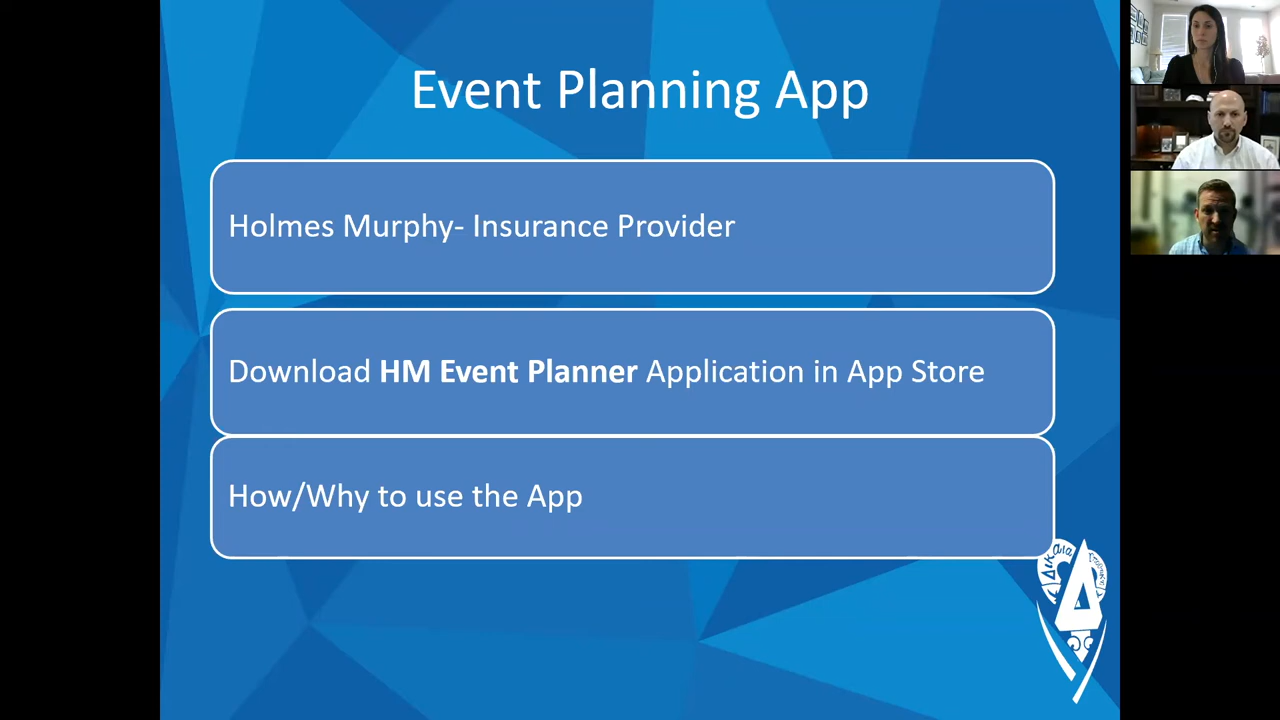 Event Planning App
Holmes Murphy- Insurance Provider
Download HM Event Planner Application in App Store
How/Why to use the App
Δικαια